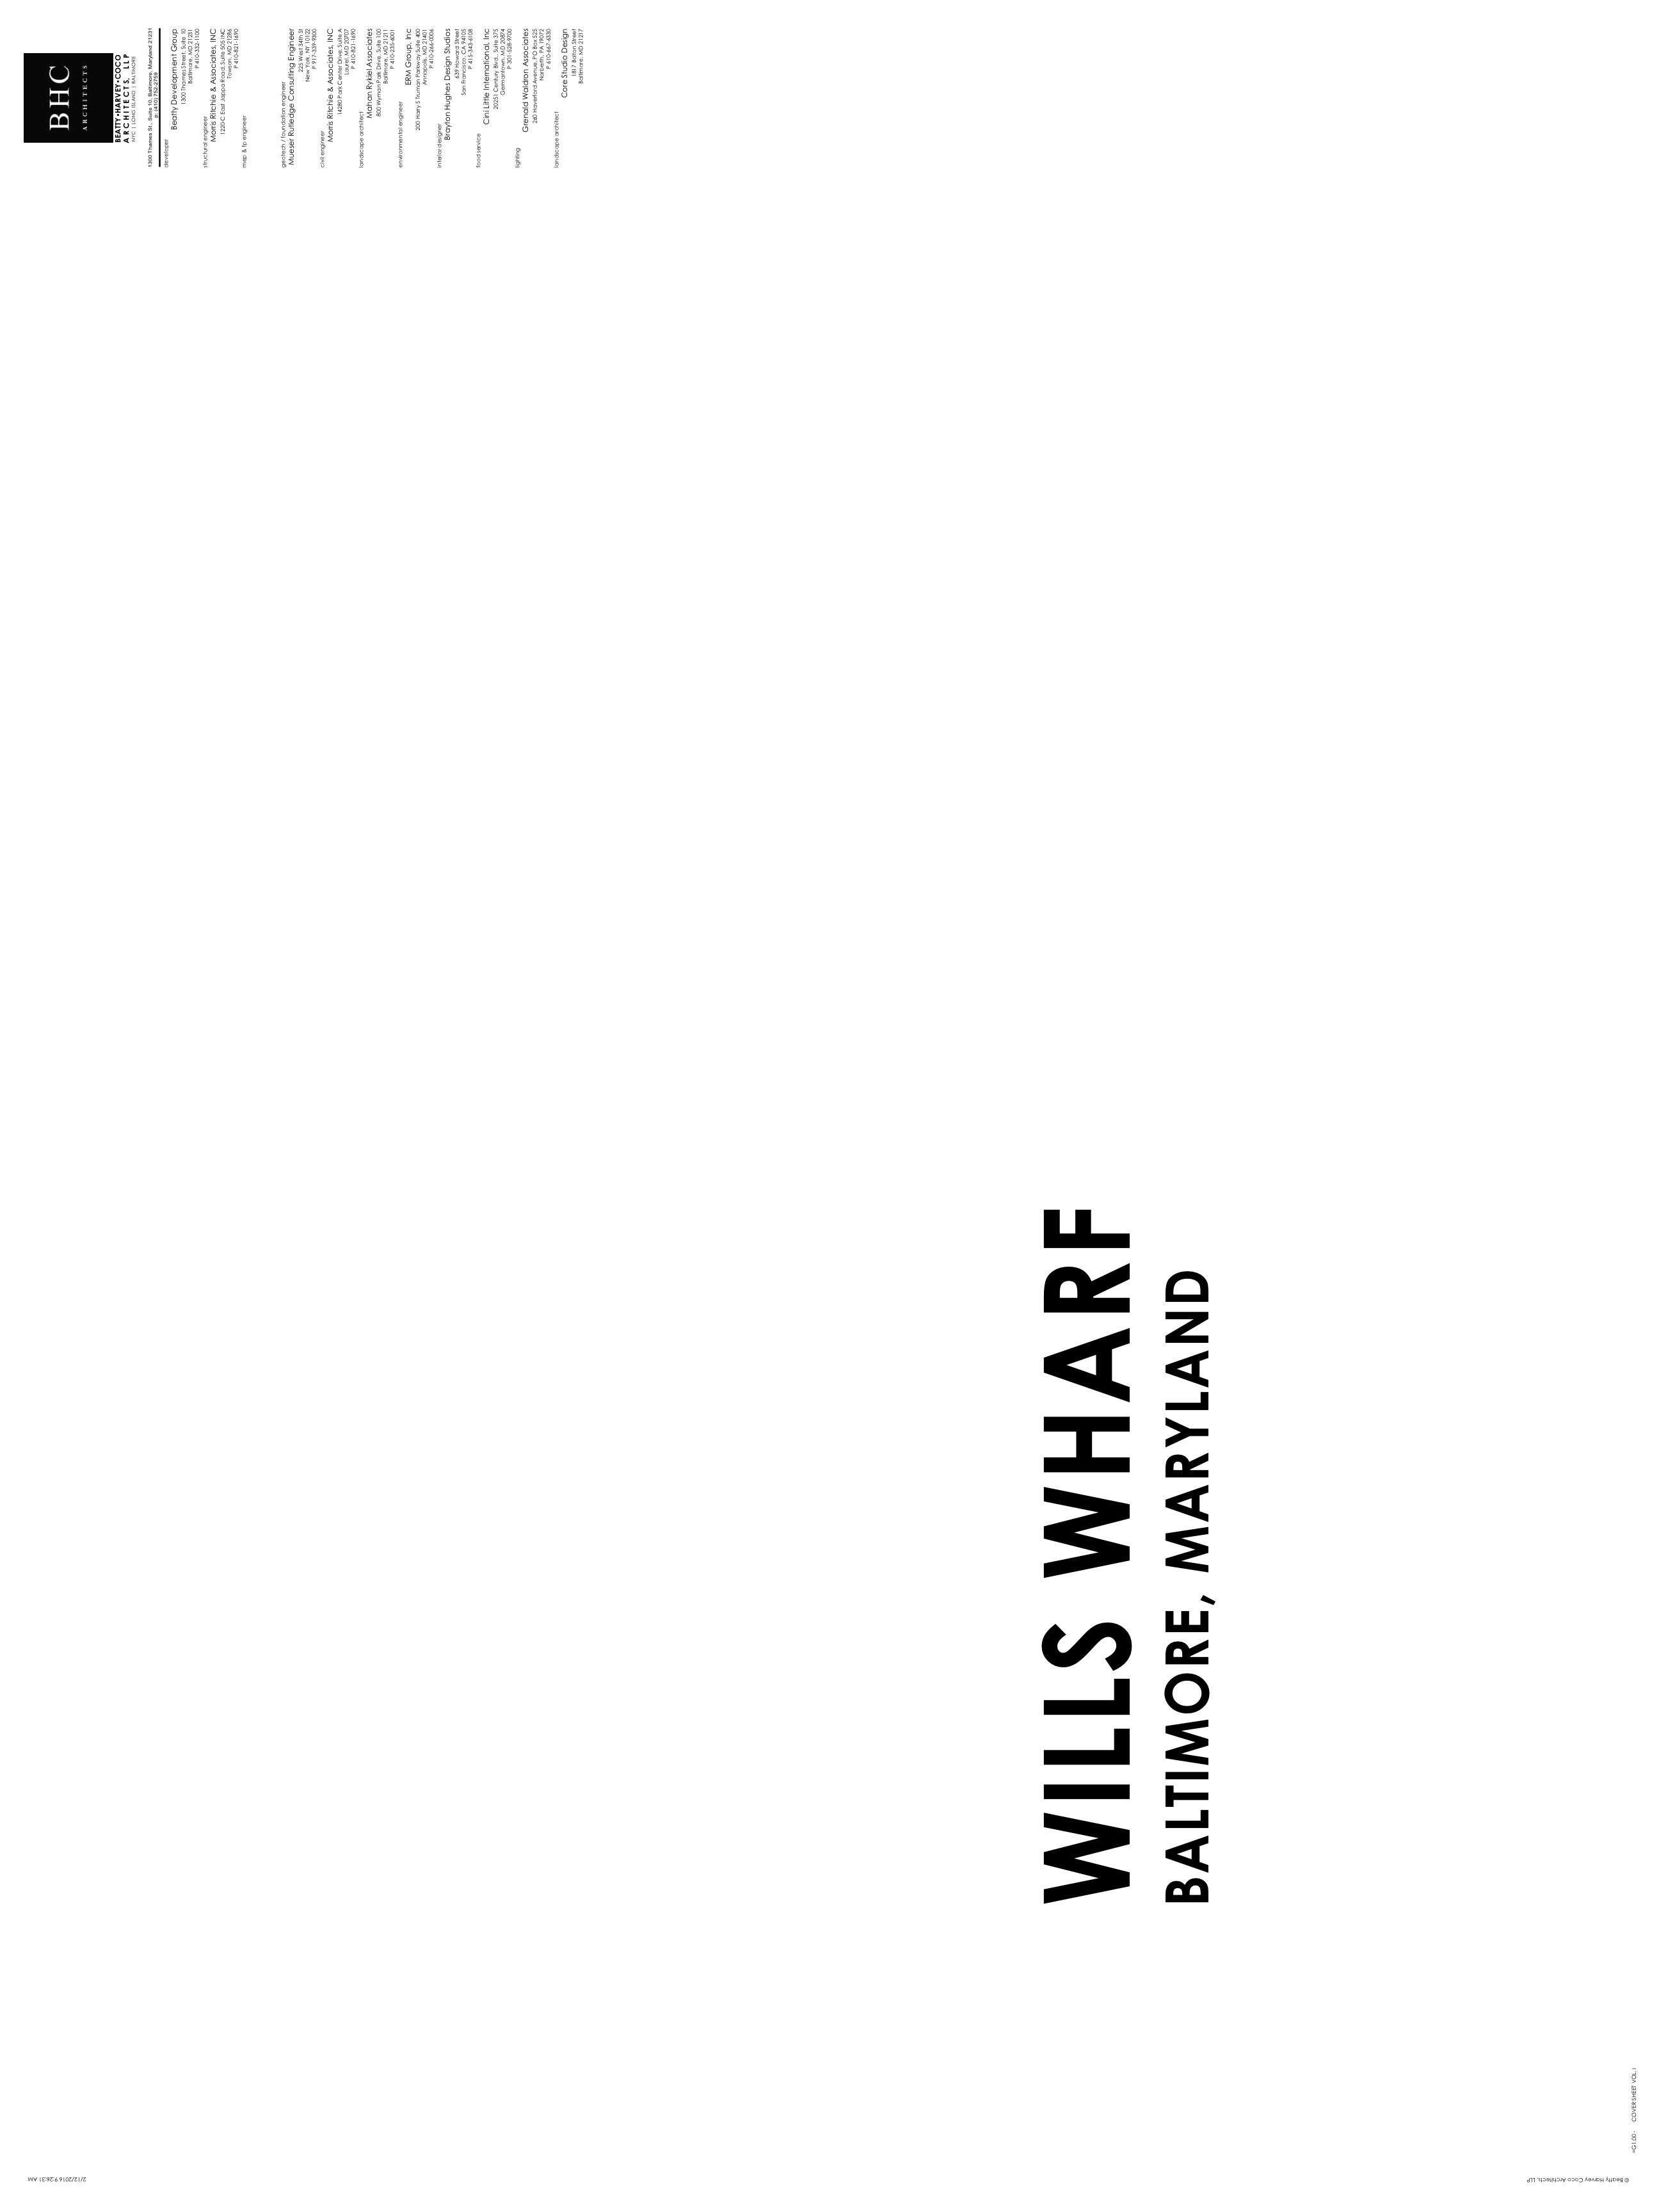 BHC
ARCHITECTS
BEATTY•HARVEY•COCO
ARCHITECTS, LLP
NYC | LONG ISLAND | BALTIMORE
1300 Thames St., Suite 10, Baltimore, Maryland 21231
p: (410) 752-2759
developer
Beatty Development Group
1300 Thames Street, Suite 10
Baltimore, MD 21231
P 410-332-1100
structural engineer
Morris Ritchie & Associates, INC
1220-C East Joppa Road, Suite 505 INC
Towson, MD 21286
P 410-821-1690
mep & fp engineer
geotech / foundation engineer
Mueser Rutledge Consulting Engineer
225 West 34th St
New York, NY 10122
P 917-339-9300
civil engineer
Morris Ritchie & Associates, INC
14280 Park Center Drive, Suite A
Laurel, MD 20707
P 410-821-1690
landscape architect
Mahan Rykiel Associates
800 Wyman Park Drive, Suite 100
Baltimore, MD 21211
P 410-235-6001
environmental engineer
ERM Group, Inc
200 Harry S Truman Parkway Suite 400
Annapolis, MD 21401
P 410-266-0006
interior designer
Brayton Hughes Design Studios
639 Howard Street
San Francisco, CA 94105
P 415-343-6108
food service
Cini Little International, Inc
20251 Century Blvd., Suite 375
Germantown, MD 20874
P 301-528-9700
lighting
Grenald Waldron Associates
260 Haverford Avenue, PO Box 525
Narberth, PA 19072
P 610-667-6330
landscape architect
Core Studio Design
1817 Bolton Street
Baltimore, MD 21217
WILLS WHARF
BALTIMORE, MARYLAND
=G1.00 - COVER SHEET VOL. I
© Beatty Harvey Coco Architects, LLP
2/12/2016 9:26:31 AM